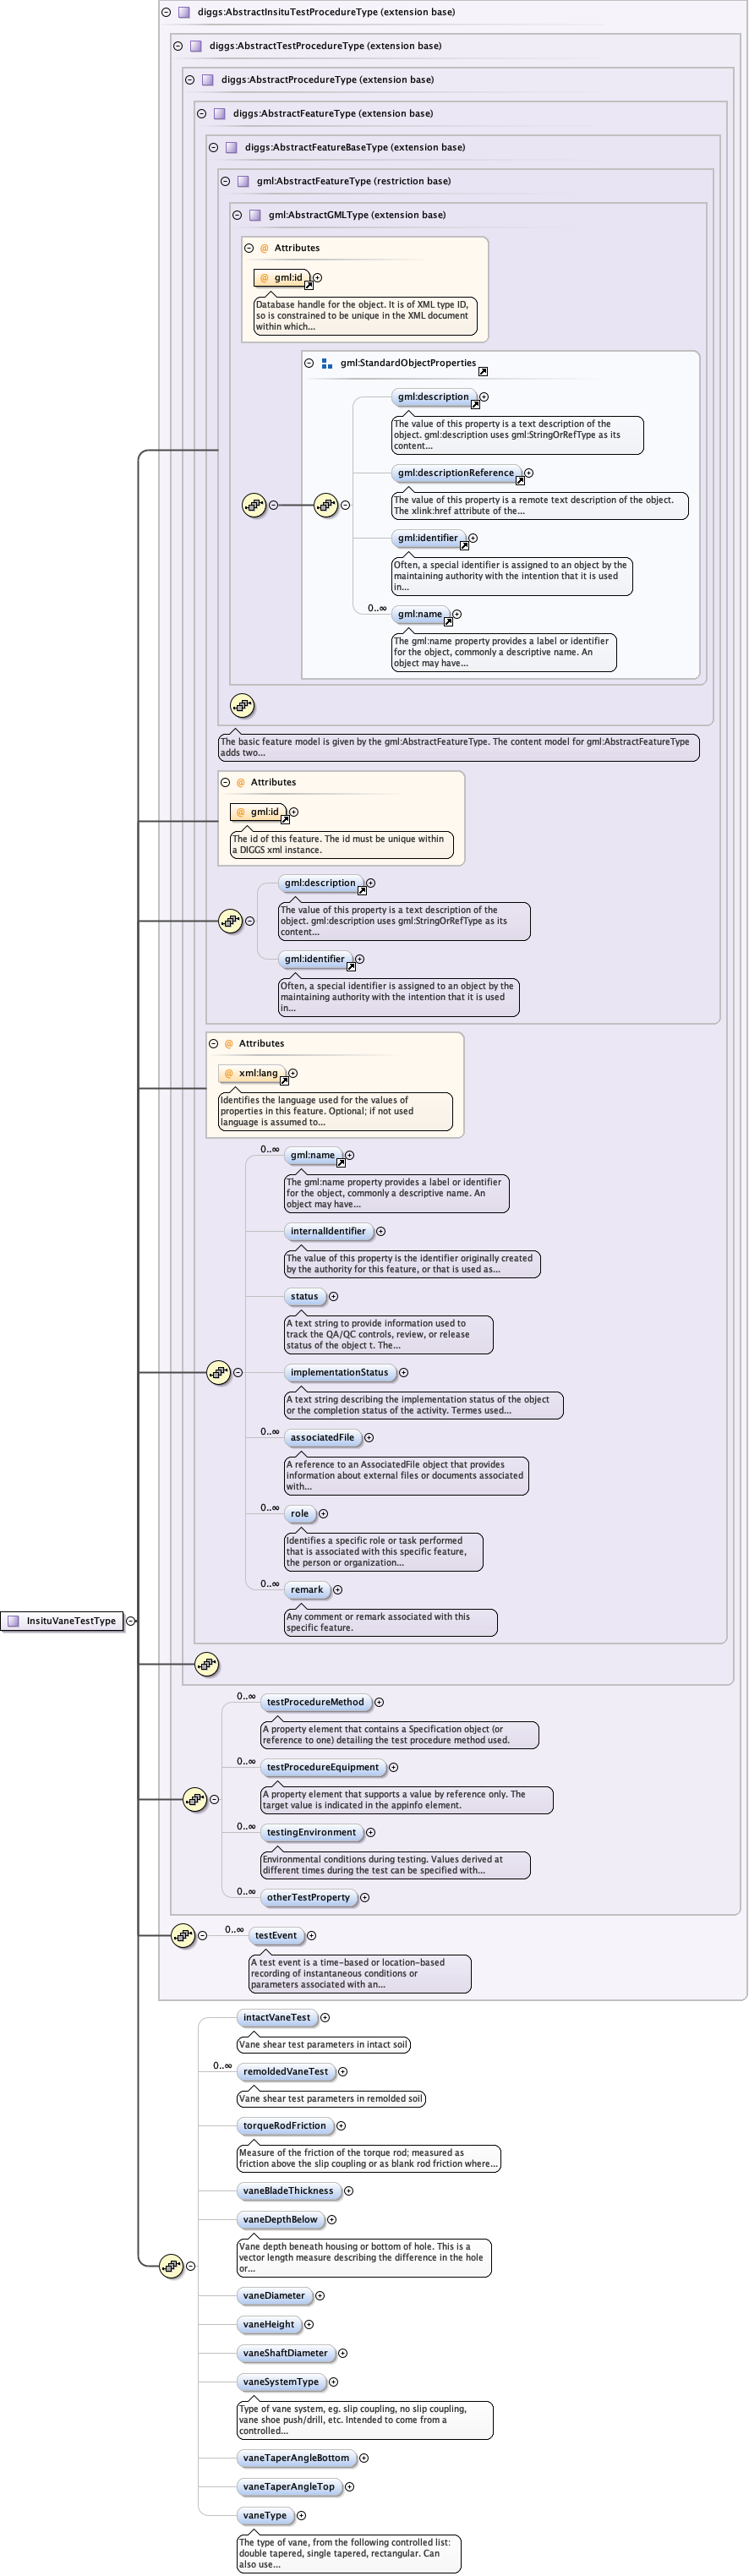 diggs:AbstractInsituTestProcedureType (extension base)
diggs:AbstractTestProcedureType (extension base)
diggs:AbstractProcedureType (extension base)
diggs:AbstractFeatureType (extension base)
diggs:AbstractFeatureBaseType (extension base)
gml:AbstractFeatureType (restriction base)
gml:AbstractGMLType (extension base)
@ Attributes
@ gml:id
Database handle for the object. It is of XML type ID,
so is constrained to be unique in the XML document
within which...
gml:StandardObjectProperties
gml:description
The value of this property is a text description of the
object. gml:description uses gml:StringOrRefType as its
content...
gml:descriptionReference
The value of this property is a remote text description of the object.
The xlink:href attribute of the...
gml:identifier
Often, a special identifier is assigned to an object by the
maintaining authority with the intention that it is used
in...
0..∞ gml:name
The gml:name property provides a label or identifier
for the object, commonly a descriptive name. An
object may have...
The basic feature model is given by the gml:AbstractFeatureType. The content model for gml:AbstractFeatureType
adds two...
@ Attributes
@ gml:id
The id of this feature. The id must be unique within
a DIGGS xml instance.
gml:description
The value of this property is a text description of the
object. gml:description uses gml:StringOrRefType as its
content...
gml:identifier
Often, a special identifier is assigned to an object by the
maintaining authority with the intention that it is used
in...
@ Attributes
@ xml:lang
Identifies the language used for the values of
properties in this feature. Optional; if not used
language is assumed to...
0..∞ gml:name
The gml:name property provides a label or identifier
for the object, commonly a descriptive name. An
object may have...
internalIdentifier
The value of this property is the identifier originally created
by the authority for this feature, or that is used as...
status
A text string to provide information used to
track the QA/QC controls, review, or release
status of the object t. The...
implementationStatus
A text string describing the implementation status of the object
or the completion status of the activity. Termes used...
0..∞ associatedFile
A reference to an AssociatedFile object that provides
information about external files or documents associated
with...
0..∞ role
Identifies a specific role or task performed
that is associated with this specific feature,
the person or organization...
0..∞ remark
Any comment or remark associated with this
specific feature.
InsituVaneTestType
0..∞ testProcedureMethod
A property element that contains a Specification object (or
reference to one) detailing the test procedure method used.
0..∞ testProcedureEquipment
A property element that supports a value by reference only. The
target value is indicated in the appinfo element.
0..∞ testingEnvironment
Environmental conditions during testing. Values derived at
different times during the test can be specified with...
0..∞ otherTestProperty
0..∞ testEvent
A test event is a time-based or location-based
recording of instantaneous conditions or
parameters associated with an...
intactVaneTest
Vane shear test parameters in intact soil
0..∞ remoldedVaneTest
Vane shear test parameters in remolded soil
torqueRodFriction
Measure of the friction of the torque rod; measured as
friction above the slip coupling or as blank rod friction where...
vaneBladeThickness
vaneDepthBelow
Vane depth beneath housing or bottom of hole. This is a
vector length measure describing the difference in the hole
or...
vaneDiameter
vaneHeight
vaneShaftDiameter
vaneSystemType
Type of vane system, eg. slip coupling, no slip coupling,
vane shoe push/drill, etc. Intended to come from a
controlled...
vaneTaperAngleBottom
vaneTaperAngleTop
vaneType
The type of vane, from the following controlled list:
double tapered, single tapered, rectangular. Can
also use...